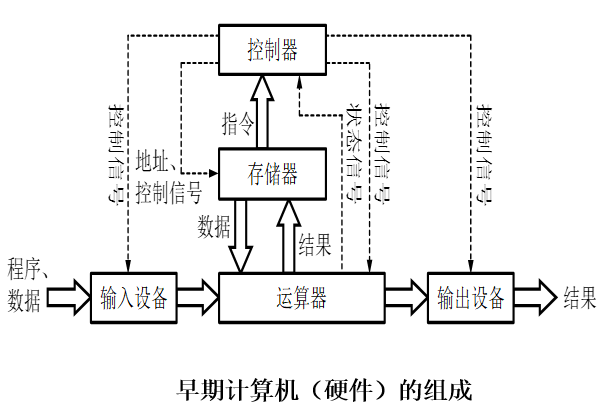 控制器
控制信号
指令
状态信号
控制信号
控制信号
地址、
控制信号
存储器
数据
结果
程序、
数据
输入设备
运算器
输出设备
结果
早期计算机（硬件）的组成